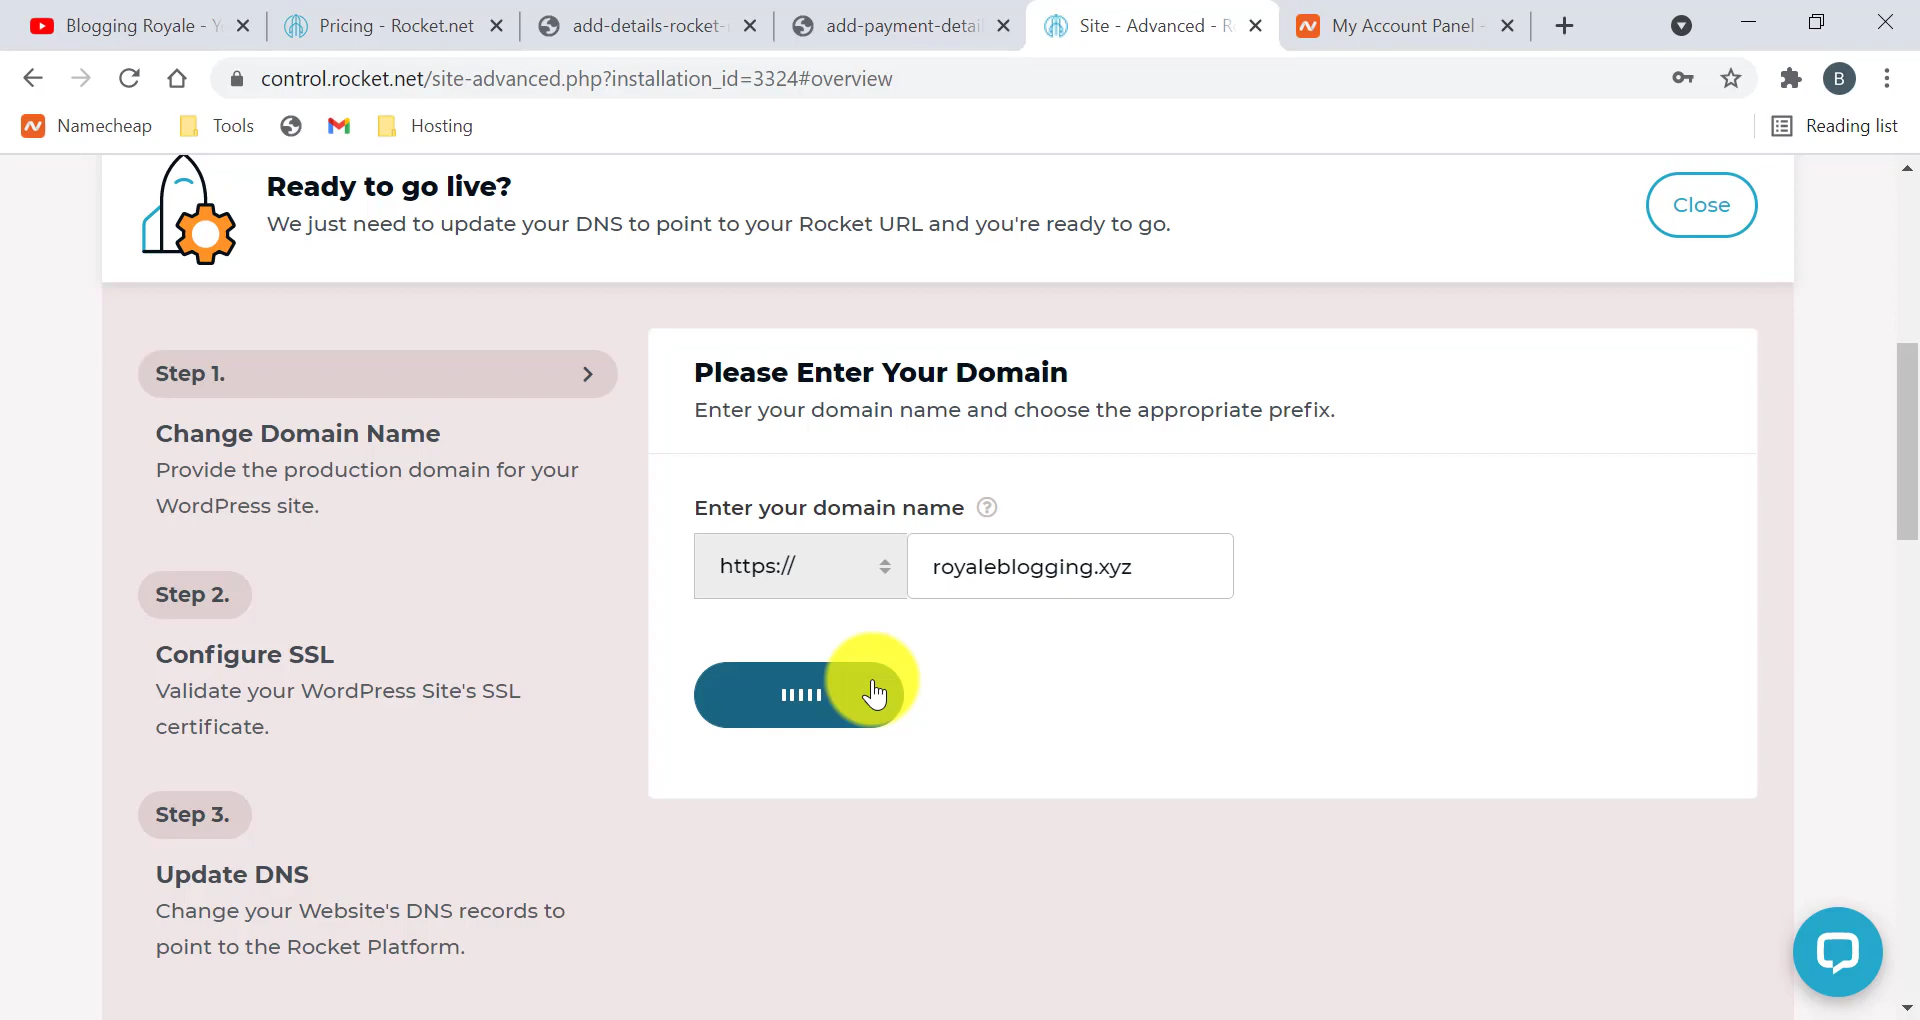 Blogging Royale - Y
Pricing - Rocket.net
add-details-rocket-
add-payment-detail
Site - Advanced - R
My Account Panel -
control.rocket.net/site-advanced.php?installation_id=3324#overview
B
Namecheap
Tools
Hosting
Reading list
Ready to go live?
We just need to update your DNS to point to your Rocket URL and you're ready to go.
Close
Step 1.
Change Domain Name
Provide the production domain for your
WordPress site.
Step 2.
Configure SSL
Validate your WordPress Site's SSL
certificate.
Step 3.
Update DNS
Change your Website's DNS records to
point to the Rocket Platform.
Please Enter Your Domain
Enter your domain name and choose the appropriate prefix.
Enter your domain name ?
https://
royaleblogging.xyz